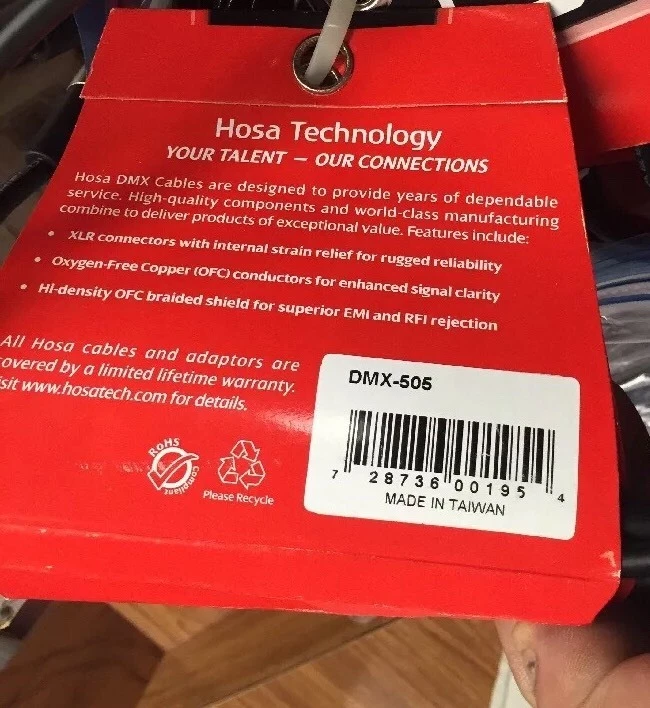 Hosa Technology
YOUR TALENT — OUR CONNECTIONS
Hosa DMX Cables are designed to provide years of dependable
service. High-quality components and world-class manufacturing
combine to deliver products of exceptional value. Features include:
• XLR connectors with internal strain relief for rugged reliability
• Oxygen-Free Copper (OFC) conductors for enhanced signal clarity
• Hi-density OFC braided shield for superior EMI and RFI rejection
All Hosa cables and adaptors are
overed by a limited lifetime warranty.
isit www.hosatech.com for details.
DMX-505
7 28736 00195 4
MADE IN TAIWAN
RoHS
Compliant
Please Recycle